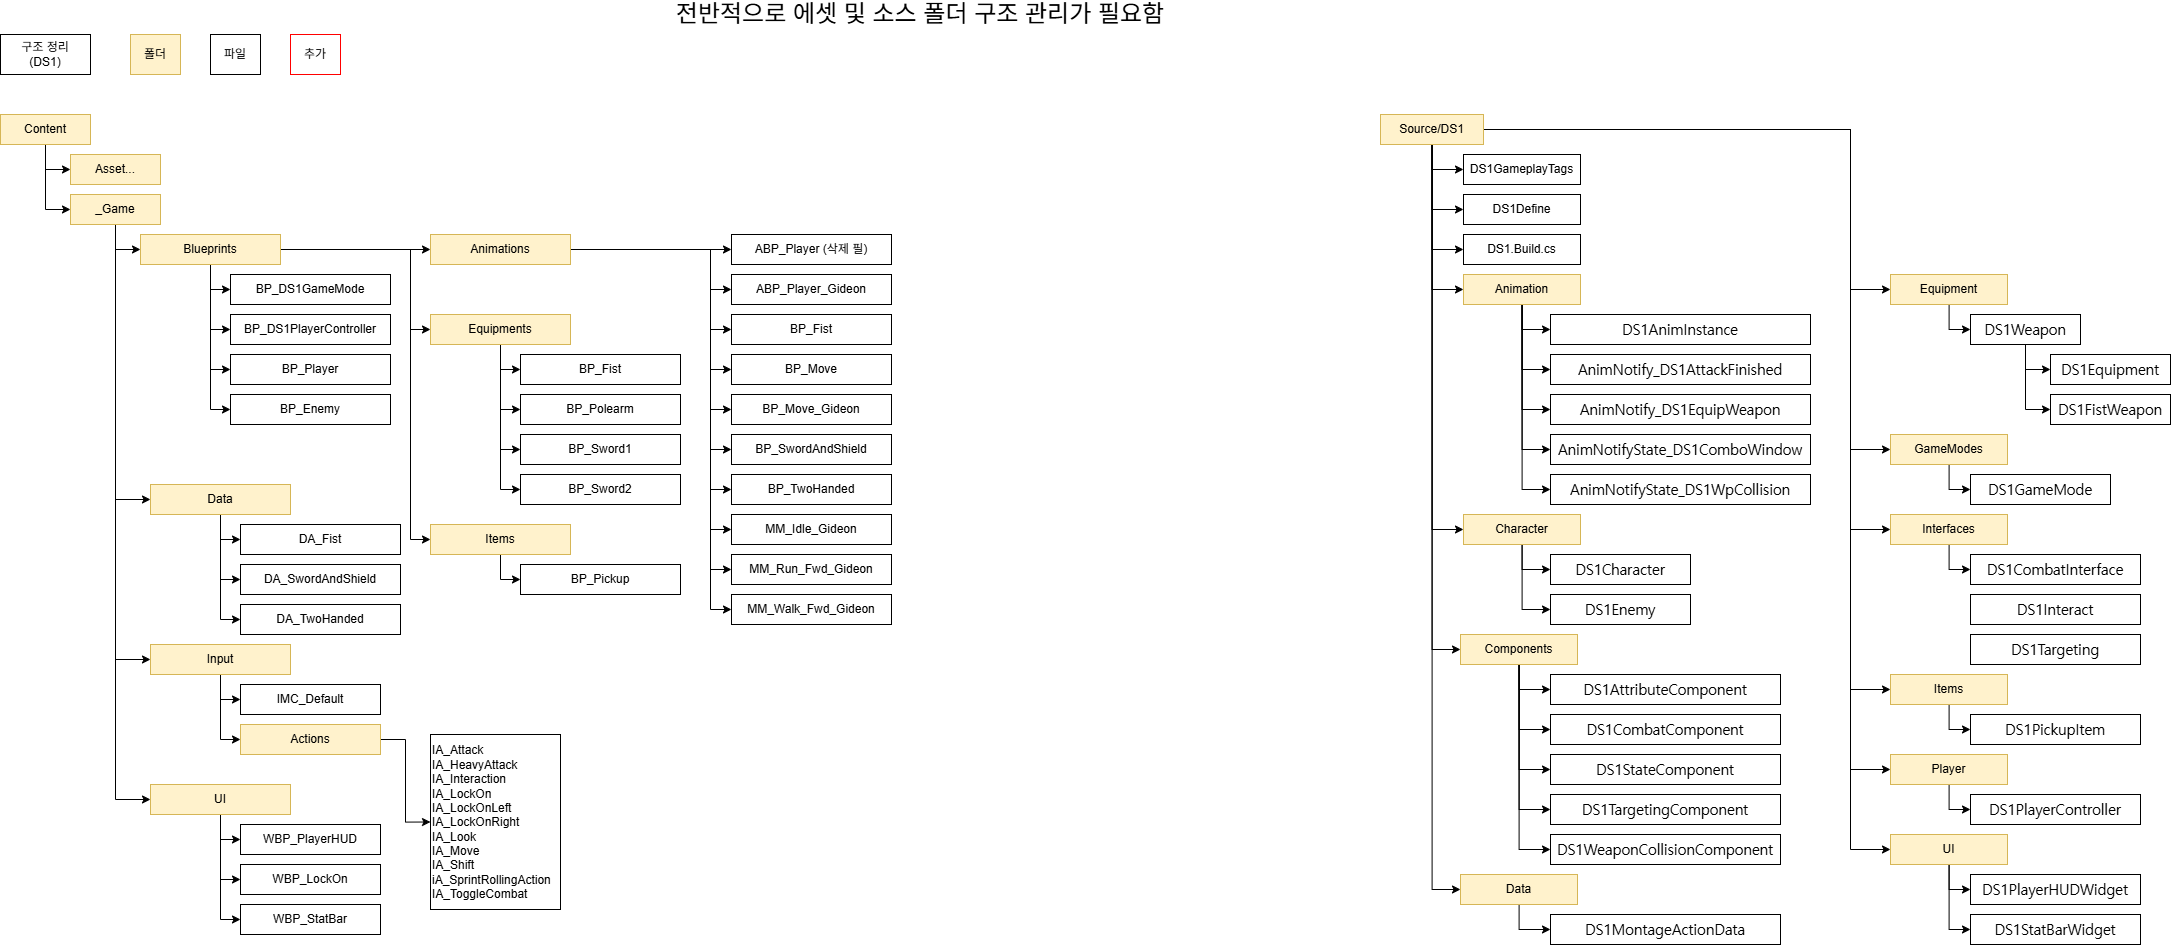 전반적으로 에셋 및 소스 폴더 구조 관리가 필요함
구조 정리
(DS1)
폴더
파일
추가
Content
Asset...
_Game
Blueprints
BP_DS1GameMode
BP_DS1PlayerController
BP_Player
BP_Enemy
Animations
ABP_Player (삭제 필)
ABP_Player_Gideon
BP_Fist
BP_Move
BP_Move_Gideon
BP_SwordAndShield
BP_TwoHanded
MM_Idle_Gideon
MM_Run_Fwd_Gideon
MM_Walk_Fwd_Gideon
Equipments
BP_Fist
BP_Polearm
BP_Sword1
BP_Sword2
Items
BP_Pickup
Data
DA_Fist
DA_SwordAndShield
DA_TwoHanded
Input
IMC_Default
Actions
IA_Attack
IA_HeavyAttack
IA_Interaction
IA_LockOn
IA_LockOnLeft
IA_LockOnRight
IA_Look
IA_Move
IA_Shift
iA_SprintRollingAction
IA_ToggleCombat
UI
WBP_PlayerHUD
WBP_LockOn
WBP_StatBar
Source/DS1
DS1GameplayTags
DS1Define
DS1.Build.cs
Animation
DS1AnimInstance
AnimNotify_DS1AttackFinished
AnimNotify_DS1EquipWeapon
AnimNotifyState_DS1ComboWindow
AnimNotifyState_DS1WpCollision
Character
DS1Character
DS1Enemy
Components
DS1AttributeComponent
DS1CombatComponent
DS1StateComponent
DS1TargetingComponent
DS1WeaponCollisionComponent
Data
DS1MontageActionData
Equipment
DS1Weapon
DS1Equipment
DS1FistWeapon
GameModes
DS1GameMode
Interfaces
DS1CombatInterface
DS1Interact
DS1Targeting
Items
DS1PickupItem
Player
DS1PlayerController
UI
DS1PlayerHUDWidget
DS1StatBarWidget